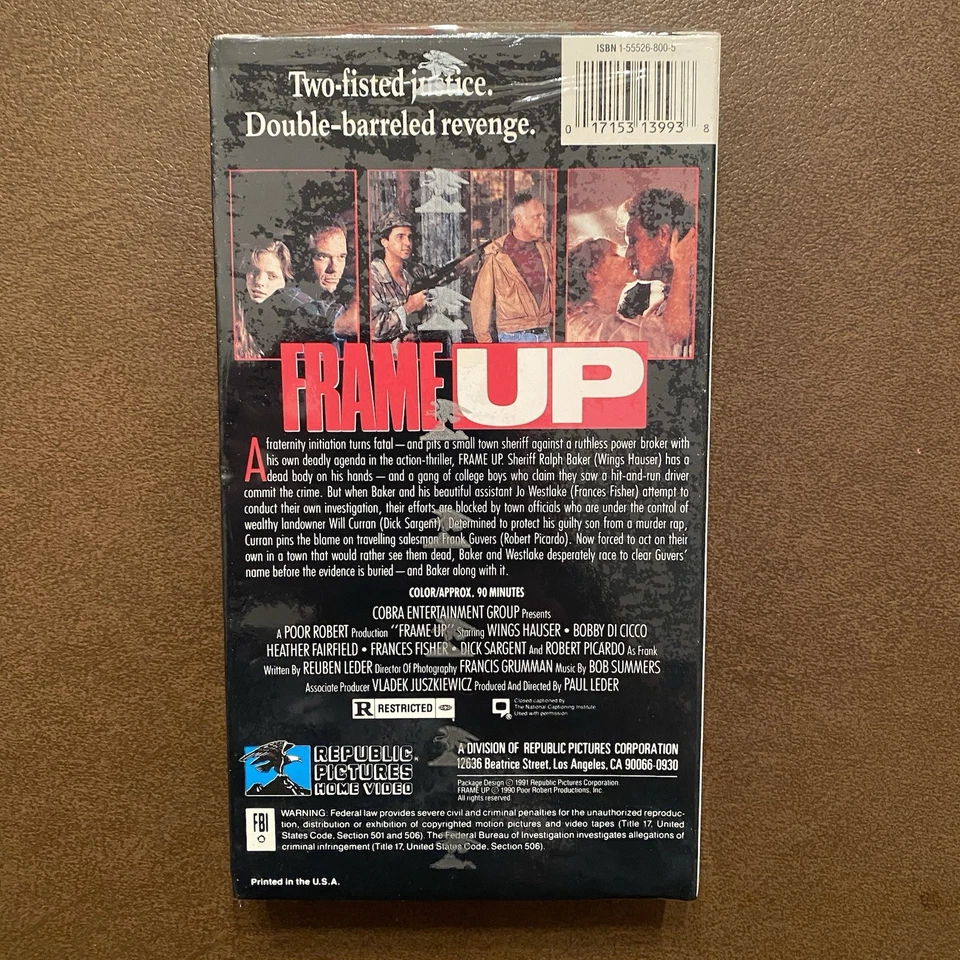 Two-fisted justice.
Double-barreled revenge.
ISBN 1-55526-800-5
0 17153 13993 8
FRAME UP
A fraternity initiation turns fatal — and pits a small town sheriff against a ruthless power broker with
his own deadly agenda in the action-thriller, FRAME UP. Sheriff Ralph Baker (Wings Hauser) has a
dead body on his hands — and a gang of college boys who claim they saw a hit-and-run driver
commit the crime. But when Baker and his beautiful assistant Jo Westlake (Frances Fisher) attempt to
conduct their own investigation, their efforts are blocked by town officials who are under the control of
wealthy landowner Will Curran (Dick Sargent). Determined to protect his guilty son from a murder rap,
Curran pins the blame on travelling salesman Frank Guvers (Robert Picardo). Now forced to act on their
own in a town that would rather see them dead, Baker and Westlake desperately race to clear Guvers'
name before the evidence is buried — and Baker along with it.
COLOR/APPROX. 90 MINUTES
COBRA ENTERTAINMENT GROUP Presents
A POOR ROBERT Production "FRAME UP" Starring WINGS HAUSER • BOBBY DI CICCO
HEATHER FAIRFIELD • FRANCES FISHER • DICK SARGENT And ROBERT PICARDO As Frank
Written By REUBEN LEDER Director Of Photography FRANCIS GRUMMAN Music By BOB SUMMERS
Associate Producer VLADEK JUSZKIEWICZ Produced And Directed By PAUL LEDER
R RESTRICTED
Closed captioned by
The National Captioning Institute
Used with permission
REPUBLIC
PICTURES
HOME VIDEO
A DIVISION OF REPUBLIC PICTURES CORPORATION
12636 Beatrice Street, Los Angeles, CA 90066-0930
Package Design © 1991 Republic Pictures Corporation.
FRAME UP © 1990 Poor Robert Productions, Inc.
All rights reserved.
FBI
WARNING: Federal law provides severe civil and criminal penalties for the unauthorized reproduc-
tion, distribution or exhibition of copyrighted motion pictures and video tapes (Title 17, United
States Code, Section 501 and 506). The Federal Bureau of Investigation investigates allegations of
criminal infringement (Title 17, United States Code, Section 506).
Printed in the U.S.A.